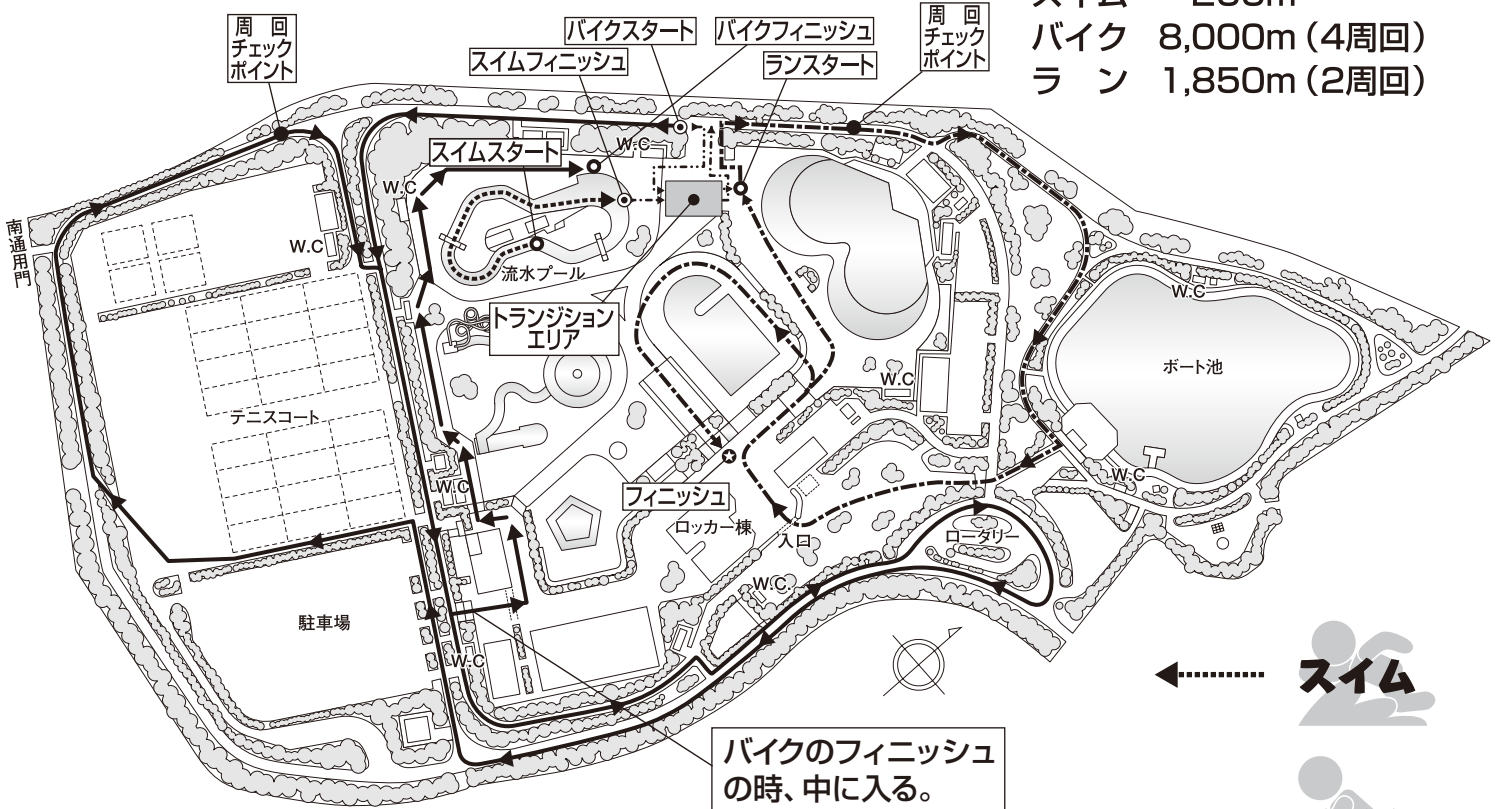 周 回
チェック
ポイント
バイクスタート
バイクフィニッシュ
スイムフィニッシュ
ランスタート
周 回
チェック
ポイント
バイク 8,000m（4周回）
ラ ン 1,850m（2周回）
スイムスタート
W.C
W.C
W.C
南通用門
流水プール
トランジション
エリア
W.C
ボート池
W.C
テニスコート
W.C
フィニッシュ
W.C
ロッカー棟
入口
ロータリー
W.C.
駐車場
W.C
スイム
バイクのフィニッシュ
の時、中に入る。